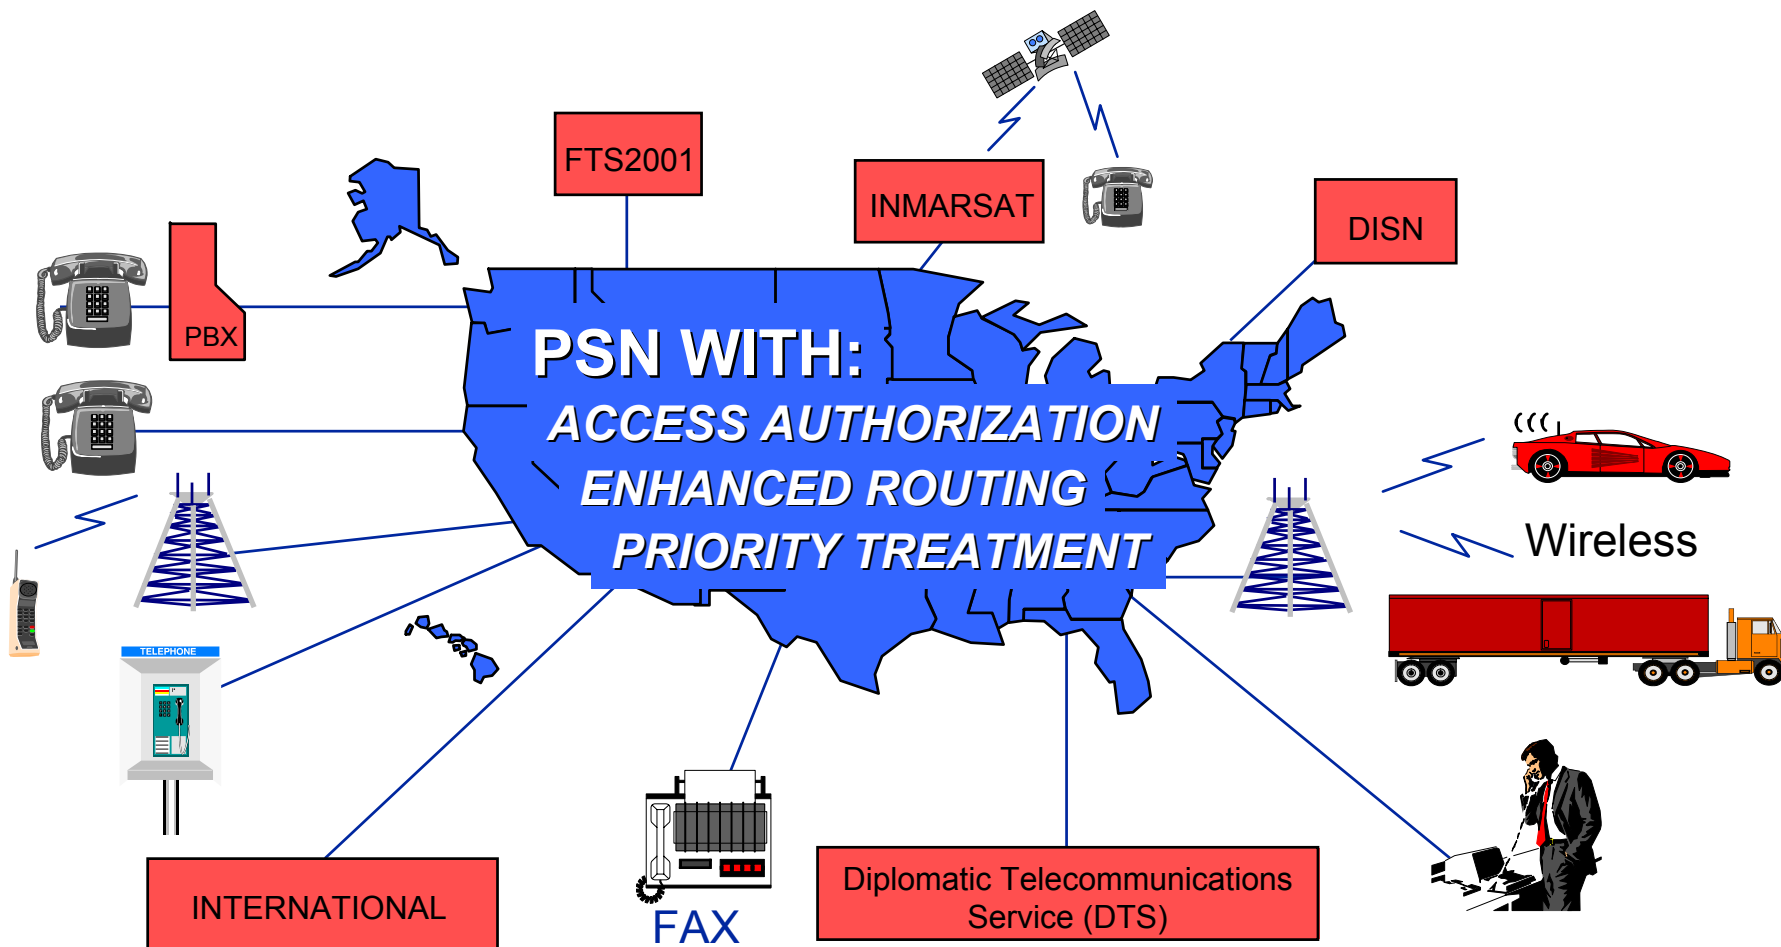 FTS2001
INMARSAT
DISN
PBX
PSN WITH:
ACCESS AUTHORIZATION
ENHANCED ROUTING
PRIORITY TREATMENT
Wireless
TELEPHONE
INTERNATIONAL
FAX
Diplomatic Telecommunications
Service (DTS)